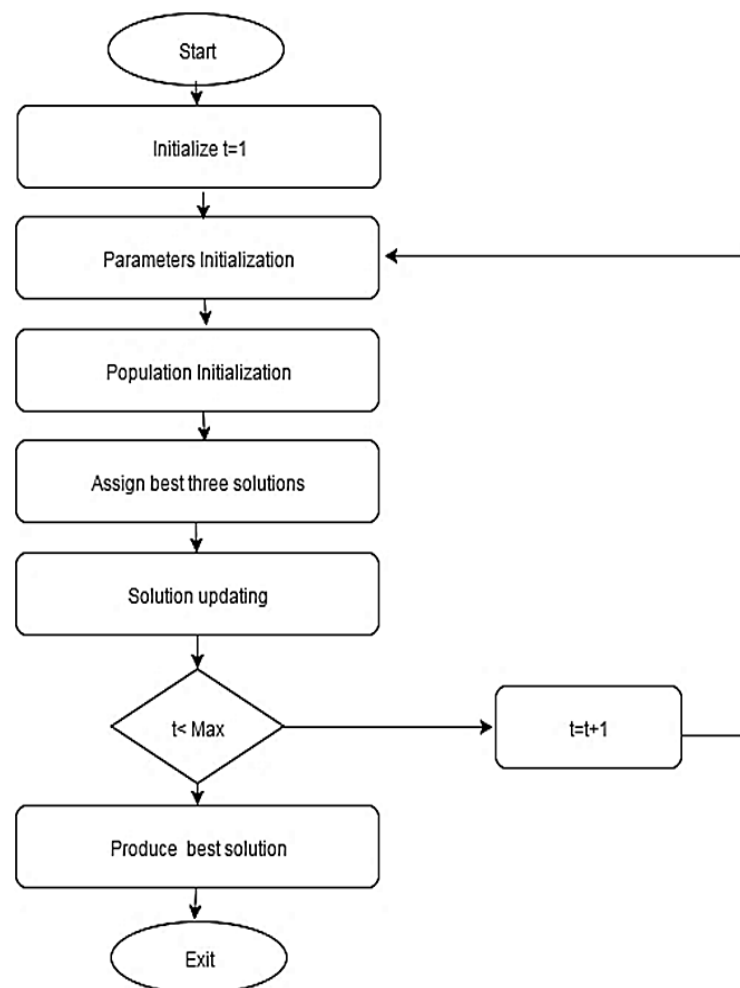 Start
Initialize t=1
Parameters Initialization
Population Initialization
Assign best three solutions
Solution updating
t< Max
t=t+1
Produce best solution
Exit